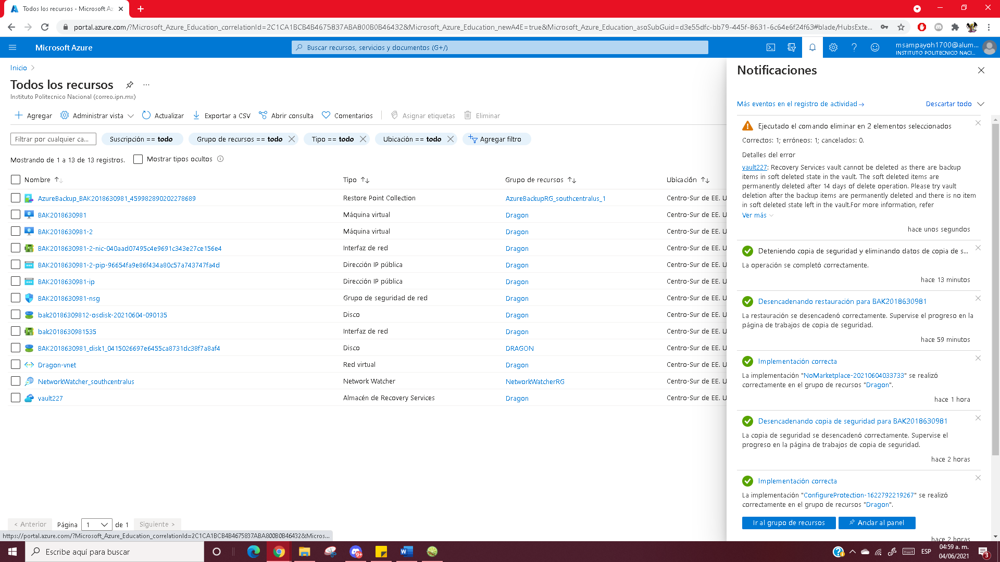 Todos los recursos - Microsoft Az
portal.azure.com/?Microsoft_Azure_Education_correlationId=2C1CA1BCB4B4675837ABA800B0B46432&Microsoft_Azure_Education_newA4E=true&Microsoft_Azure_Education_asoSubGuid=d3e55dfc-bb79-445f-8631-6c64e6f24f63#blade/HubsExte...
Microsoft Azure
Buscar recursos, servicios y documentos (G+/)
msampayoh1700@alum...
INSTITUTO POLITECNICO NACI...
Inicio
Todos los recursos
Instituto Politecnico Nacional (correo.ipn.mx)
Agregar Administrar vista Actualizar Exportar a CSV Abrir consulta Comentarios Asignar etiquetas Eliminar
Filtrar por cualquier ca... Suscripción == todo Grupo de recursos == todo Tipo == todo Ubicación == todo Agregar filtro
Mostrando de 1 a 13 de 13 registros. Mostrar tipos ocultos
Nombre Tipo Grupo de recursos Ubicación
AzureBackup_BAK2018630981_459982890202278689 Restore Point Collection AzureBackupRG_southcentralus_1 Centro-Sur de EE. U
BAK2018630981 Máquina virtual Dragon Centro-Sur de EE. U
BAK2018630981-2 Máquina virtual Dragon Centro-Sur de EE. U
BAK2018630981-2-nic-040aad07495c4e9691c343e27ce156e4 Interfaz de red Dragon Centro-Sur de EE. U
BAK2018630981-2-pip-96654fa9e86f434a80c57a743747fa4d Dirección IP pública Dragon Centro-Sur de EE. U
BAK2018630981-ip Dirección IP pública Dragon Centro-Sur de EE. U
BAK2018630981-nsg Grupo de seguridad de red Dragon Centro-Sur de EE. U
bak20186309812-osdisk-20210604-090135 Disco Dragon Centro-Sur de EE. U
bak2018630981535 Interfaz de red Dragon Centro-Sur de EE. U
BAK2018630981_disk1_0415026697e6455ca8731dc38f7a8af4 Disco DRAGON Centro-Sur de EE. U
Dragon-vnet Red virtual Dragon Centro-Sur de EE. U
NetworkWatcher_southcentralus Network Watcher NetworkWatcherRG Centro-Sur de EE. U
vault227 Almacén de Recovery Services Dragon Centro-Sur de EE. U
< Anterior Página 1 de 1 Siguiente >
https://portal.azure.com/?Microsoft_Azure_Education_correlationId=2C1CA1BCB4B4675837ABA800B0B46432&Micros...
Notificaciones
Más eventos en el registro de actividad → Descartar todo
Ejecutado el comando eliminar en 2 elementos seleccionados
Correctos: 1; erróneos: 1; cancelados: 0.
Detalles del error
vault227: Recovery Services vault cannot be deleted as there are backup
items in soft deleted state in the vault. The soft deleted items are
permanently deleted after 14 days of delete operation. Please try vault
deletion after the backup items are permanently deleted and there is no item
in soft deleted state left in the vault.For more information, refer
Ver más
hace unos segundos
Deteniendo copia de seguridad y eliminando datos de copia de s...
La operación se completó correctamente.
hace 13 minutos
Desencadenando restauración para BAK2018630981
La restauración se desencadenó correctamente. Supervise el progreso en la
página de trabajos de copia de seguridad.
hace 59 minutos
Implementación correcta
La implementación "NoMarketplace-20210604033733" se realizó
correctamente en el grupo de recursos "Dragon".
hace 1 hora
Desencadenando copia de seguridad para BAK2018630981
La copia de seguridad se desencadenó correctamente. Supervise el
progreso en la página de trabajos de copia de seguridad.
hace 2 horas
Implementación correcta
La implementación "ConfigureProtection-1622792219267" se realizó
correctamente en el grupo de recursos "Dragon".
Ir al grupo de recursos Anclar al panel
hace 2 horas
Escribe aquí para buscar
9+
ESP
04:59 a. m.
04/06/2021
3